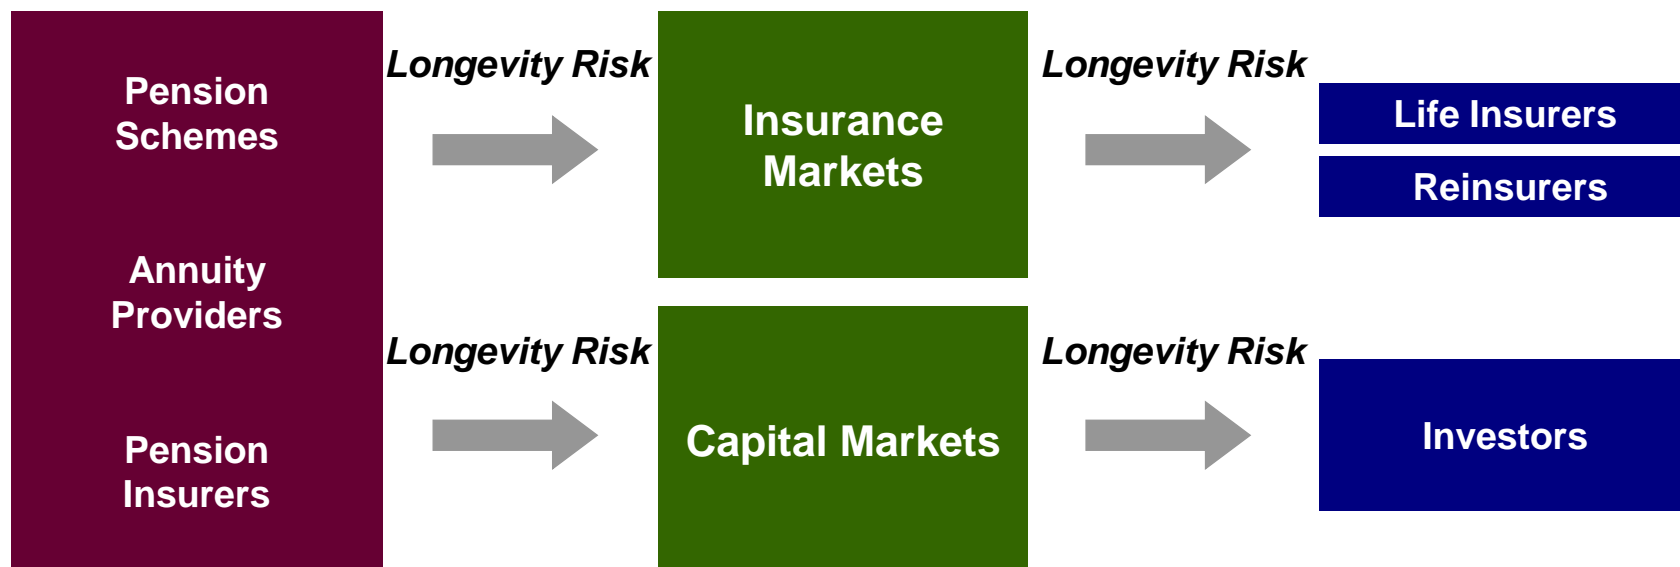 Pension
Schemes
Annuity
Providers
Pension
Insurers
Longevity Risk
Insurance
Markets
Longevity Risk
Life Insurers
Reinsurers
Longevity Risk
Capital Markets
Longevity Risk
Investors